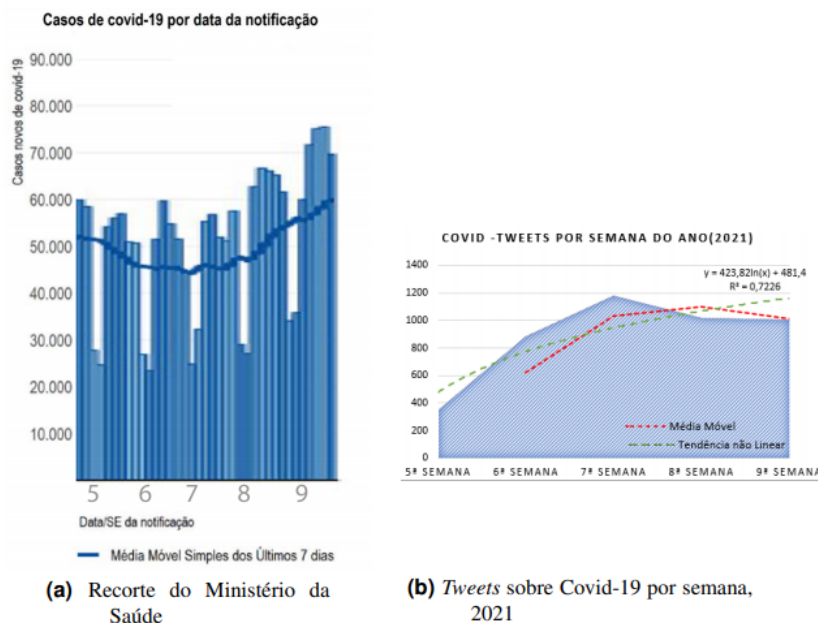 Casos de covid-19 por data da notificação
Casos novos de covid-19
90.000
80.000
70.000
60.000
50.000
40.000
30.000
20.000
10.000
5 6 7 8 9
Data/SE da notificação
Média Móvel Simples dos Últimos 7 dias
(a) Recorte do Ministério da
Saúde
COVID -TWEETS POR SEMANA DO ANO(2021)
y = 423,82ln(x) + 481,4
R² = 0,7226
1400
1200
1000
800
600
400
200
0
Média Móvel
Tendência não Linear
5ª SEMANA 6ª SEMANA 7ª SEMANA 8ª SEMANA 9ª SEMANA
(b) Tweets sobre Covid-19 por semana,
2021